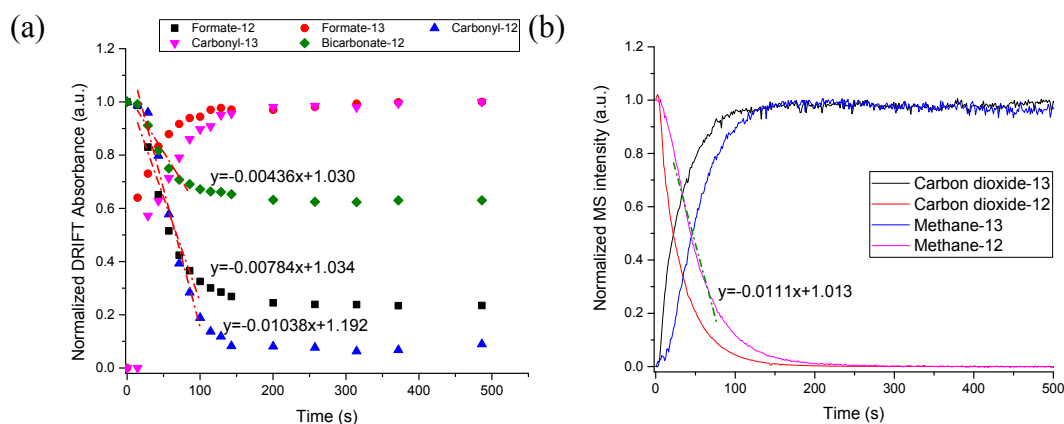 (a)
Formate-12 Formate-13 Carbonyl-12
Carbonyl-13 Bicarbonate-12
Normalized DRIFT Absorbance (a.u.)
1.0
0.8
0.6
0.4
0.2
0.0
y=-0.00436x+1.030
y=-0.00784x+1.034
y=-0.01038x+1.192
0 100 200 300 400 500
Time (s)
(b)
Normalized MS intensity (a.u.)
1.0
0.8
0.6
0.4
0.2
0.0
Carbon dioxide-13
Carbon dioxide-12
Methane-13
Methane-12
y=-0.0111x+1.013
0 100 200 300 400 500
Time (s)